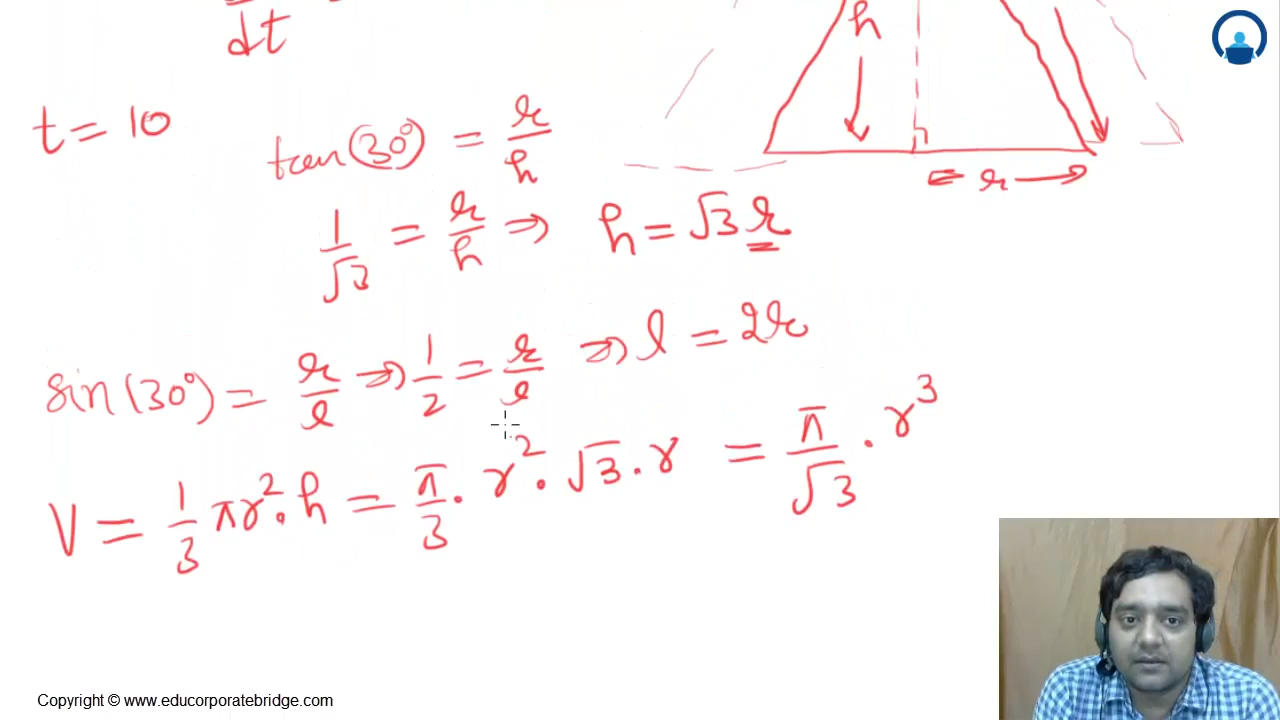 dt
h
t = 10
tan(30°) = r/h
r
1/√3 = r/h ⇒ h = √3 r
sin(30°) = r/l ⇒ 1/2 = r/l ⇒ l = 2r
V = 1/3 πr²·h = π/3 · r² · √3 · r = π/√3 · r³
Copyright © www.educorporatebridge.com